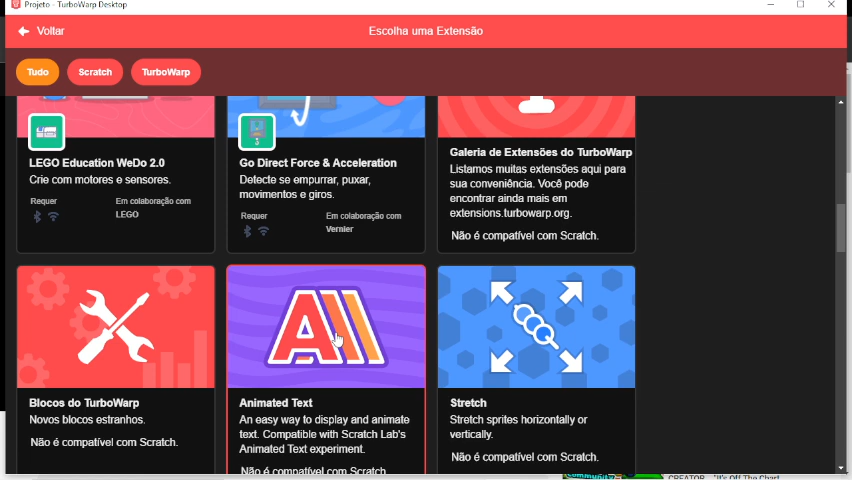 Projeto - TurboWarp Desktop
Voltar
Escolha uma Extensão
Tudo
Scratch
TurboWarp
LEGO Education WeDo 2.0
Crie com motores e sensores.
Requer
Em colaboração com
LEGO
Go Direct Force & Acceleration
Detecte se empurrar, puxar,
movimentos e giros.
Requer
Em colaboração com
Vernier
Galeria de Extensões do TurboWarp
Listamos muitas extensões aqui para
sua conveniência. Você pode
encontrar ainda mais em
extensions.turbowarp.org.
Não é compatível com Scratch.
Blocos do TurboWarp
Novos blocos estranhos.
Não é compatível com Scratch.
A
Animated Text
An easy way to display and animate
text. Compatible with Scratch Lab's
Animated Text experiment.
Não é compatível com Scratch.
Stretch
Stretch sprites horizontally or
vertically.
Não é compatível com Scratch.
Community
CREATOR - "It's Off The Chart